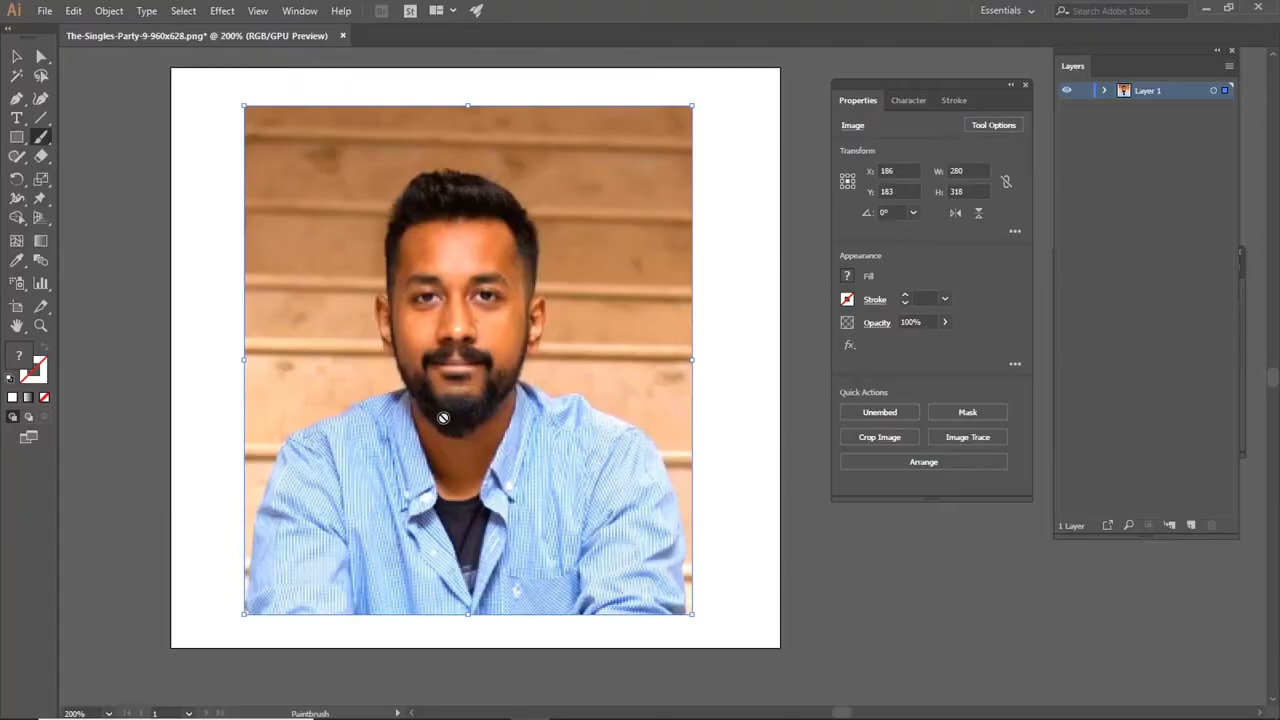 Ai File Edit Object Type Select Effect View Window Help Br St Essentials Search Adobe Stock
The-Singles-Party-9-960x628.png* @ 200% (RGB/GPU Preview) ×
Layers
Layer 1
1 Layer
Properties Character Stroke
Image Tool Options
Transform
X: 186 W: 280
Y: 183 H: 318
0°
Appearance
? Fill
Stroke
Opacity 100%
fx.
Quick Actions
Unembed Mask
Crop Image Image Trace
Arrange
T
?
200% 1 Paintbrush